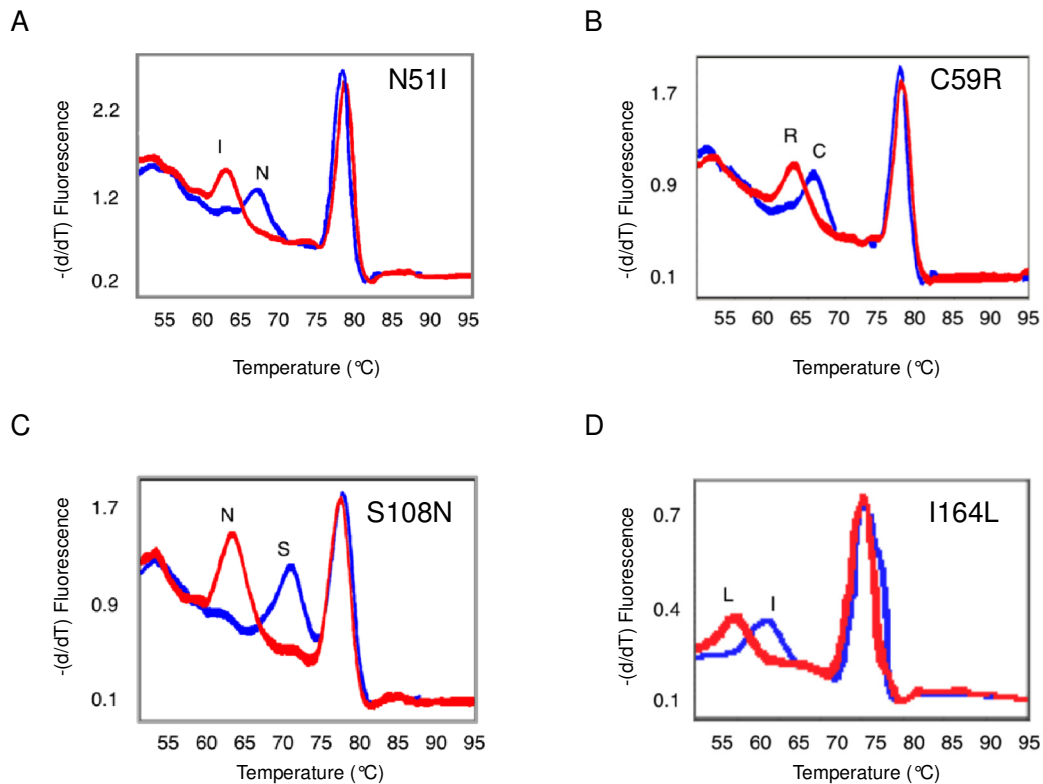 A
N51I
2.2
1.2
0.2
I
N
-(d/dT) Fluorescence
55 60 65 70 75 80 85 90 95
Temperature (°C)
B
C59R
1.7
0.9
0.1
R
C
-(d/dT) Fluorescence
55 60 65 70 75 80 85 90 95
Temperature (°C)
C
S108N
1.7
0.9
0.1
N
S
-(d/dT) Fluorescence
55 60 65 70 75 80 85 90 95
Temperature (°C)
D
I164L
0.7
0.4
0.1
L
I
-(d/dT) Fluorescence
55 60 65 70 75 80 85 90 95
Temperature (°C)